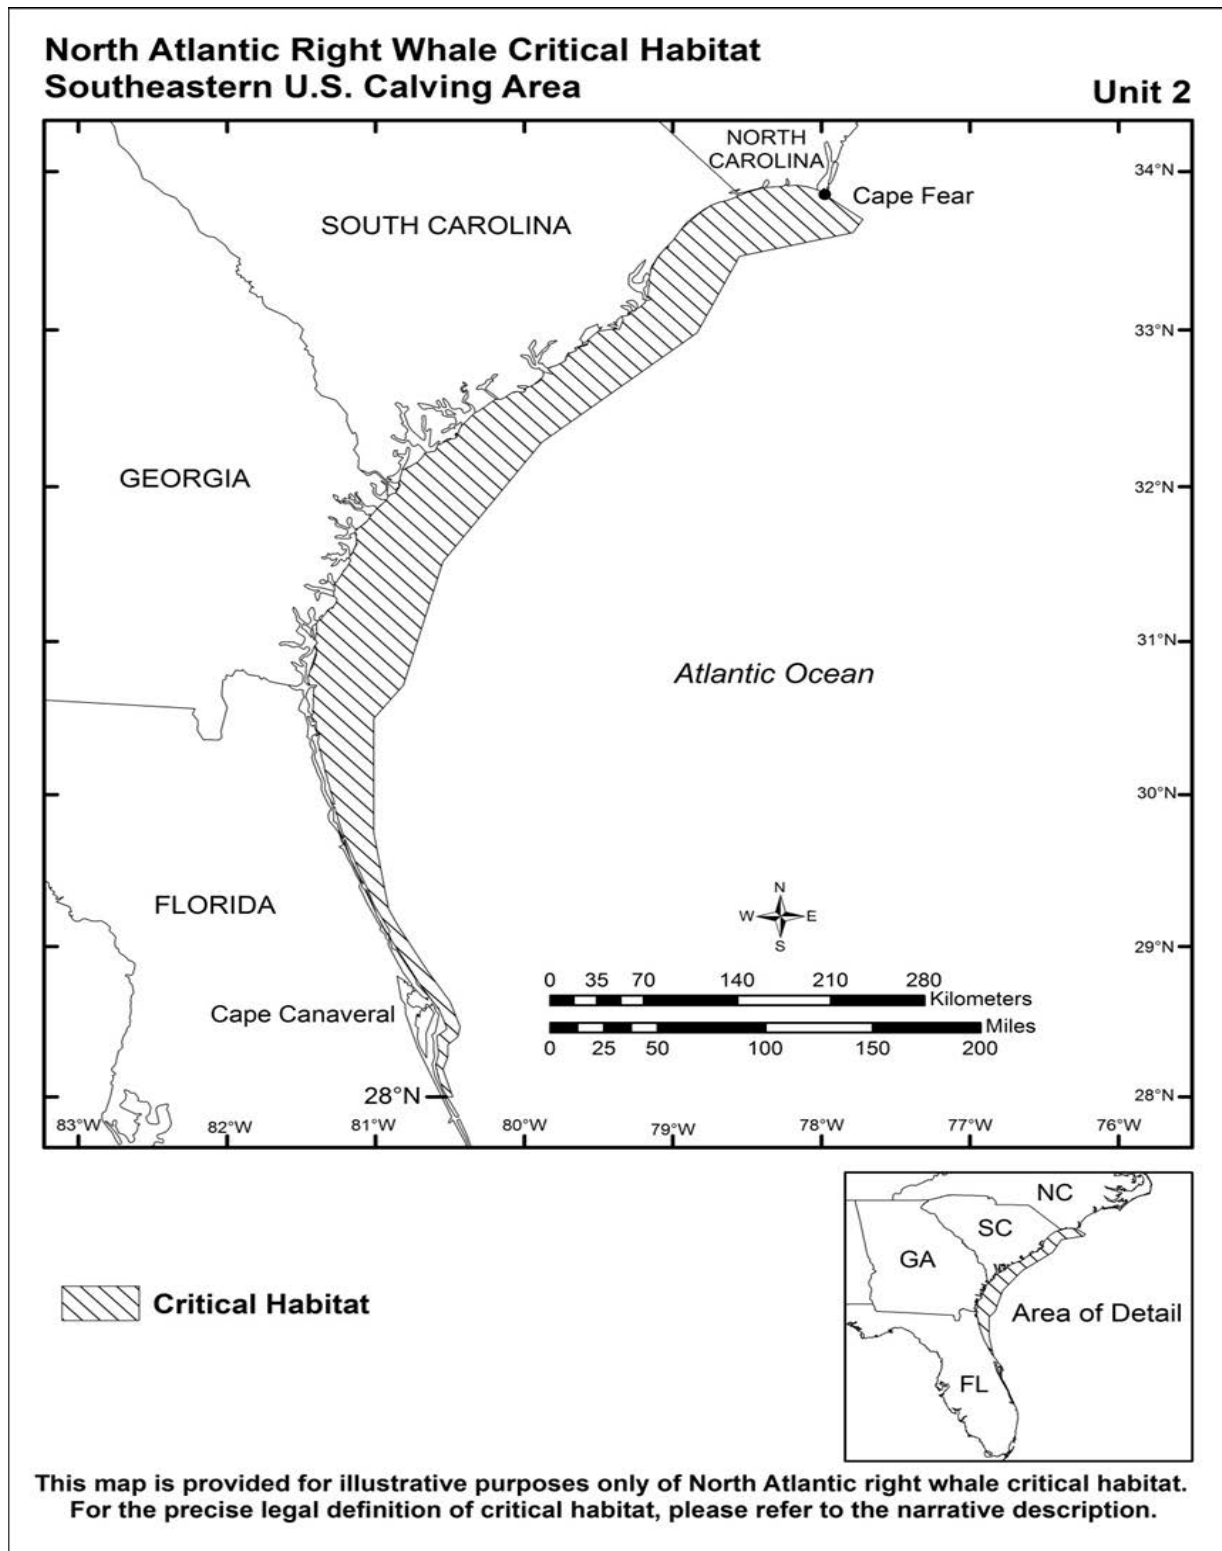 North Atlantic Right Whale Critical Habitat
Southeastern U.S. Calving Area
Unit 2
NORTH
CAROLINA
34°N
Cape Fear
SOUTH CAROLINA
33°N
GEORGIA
32°N
31°N
Atlantic Ocean
30°N
FLORIDA
N
W E
S
29°N
0 35 70 140 210 280
Kilometers
Cape Canaveral
Miles
0 25 50 100 150 200
28°N
28°N
83°W 82°W 81°W 80°W 79°W 78°W 77°W 76°W
NC
SC
GA
Area of Detail
FL
Critical Habitat
This map is provided for illustrative purposes only of North Atlantic right whale critical habitat.
For the precise legal definition of critical habitat, please refer to the narrative description.